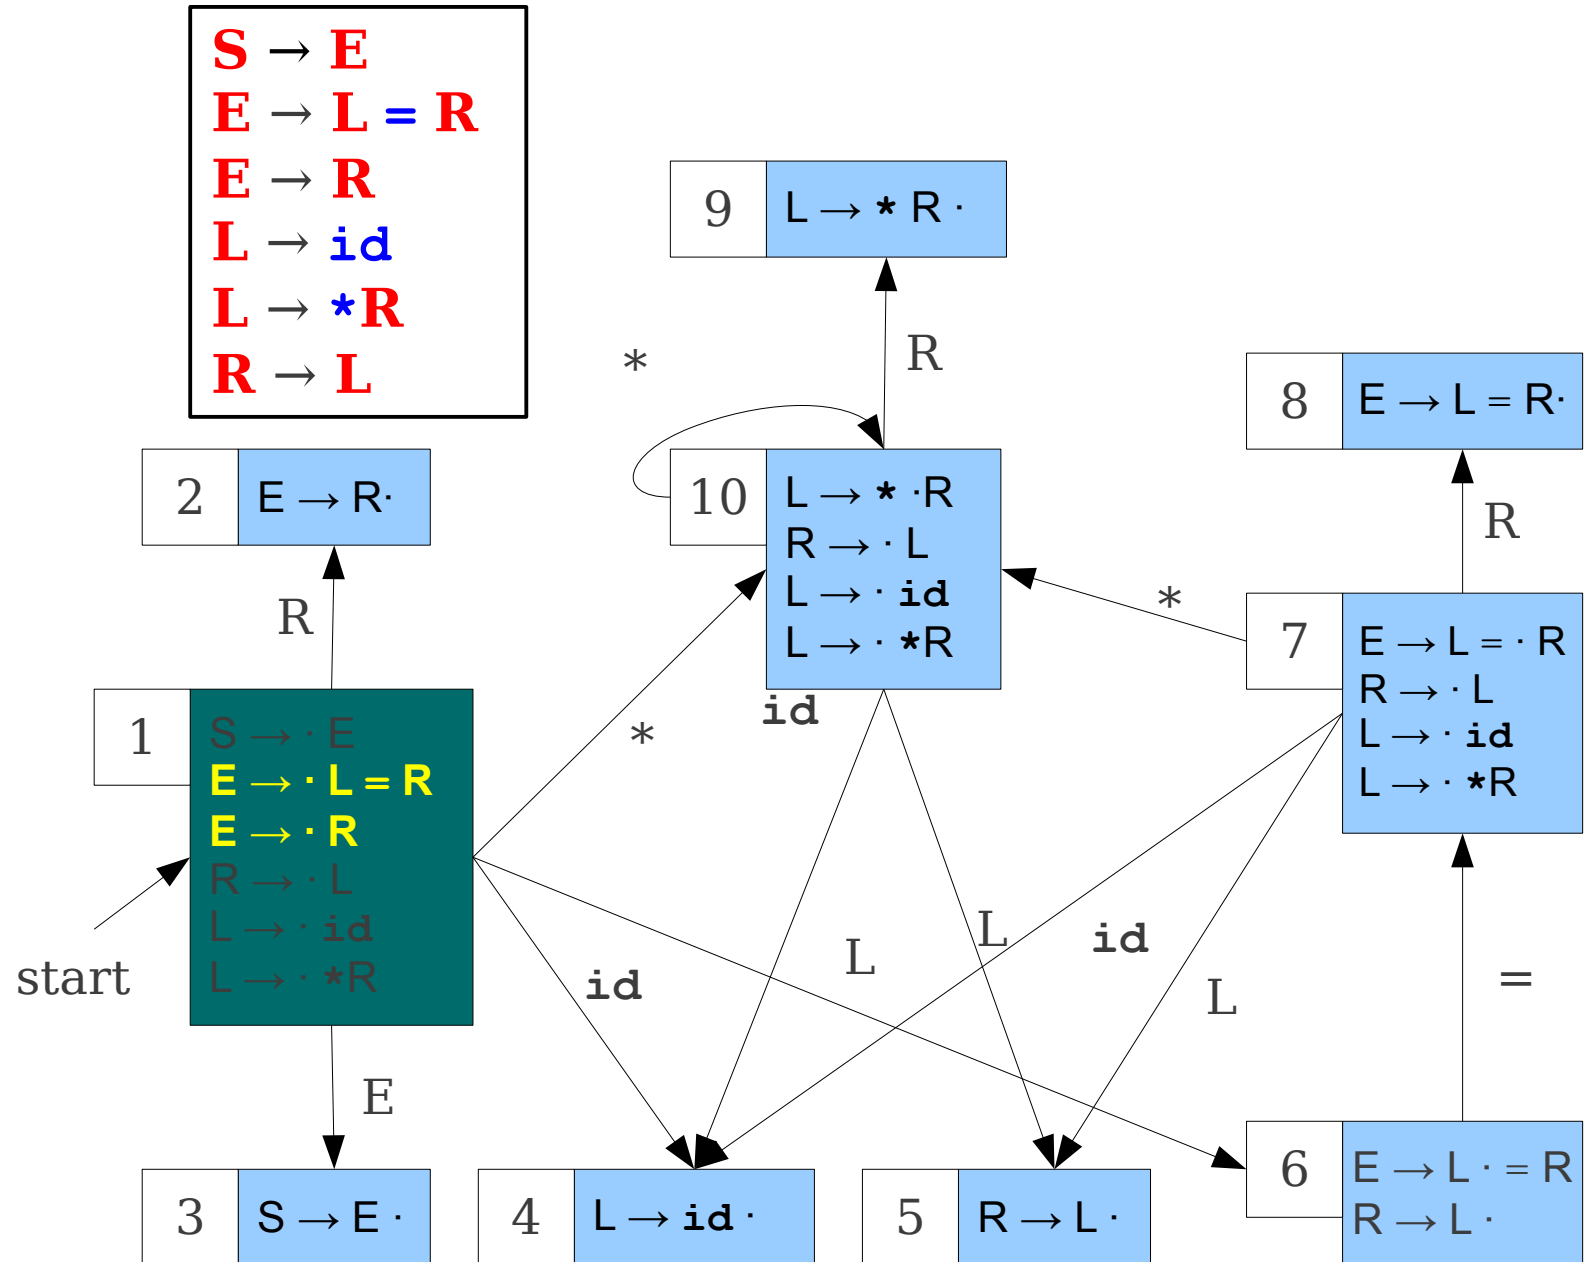 S → E
E → L = R
E → R
L → id
L → *R
R → L
9
L → * R ·
*
R
8
E → L = R·
2
E → R·
10
L → * ·R
R → · L
L → · id
L → · *R
R
R
*
7
E → L = · R
R → · L
L → · id
L → · *R
1
S → · E
E → · L = R
E → · R
R → · L
L → · id
L → · *R
*
id
start
id
L
L
id
L
=
E
3
S → E ·
4
L → id ·
5
R → L ·
6
E → L · = R
R → L ·